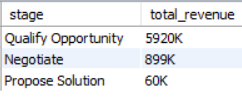 stage total_revenue
Qualify Opportunity 5920K
Negotiate 899K
Propose Solution 60K